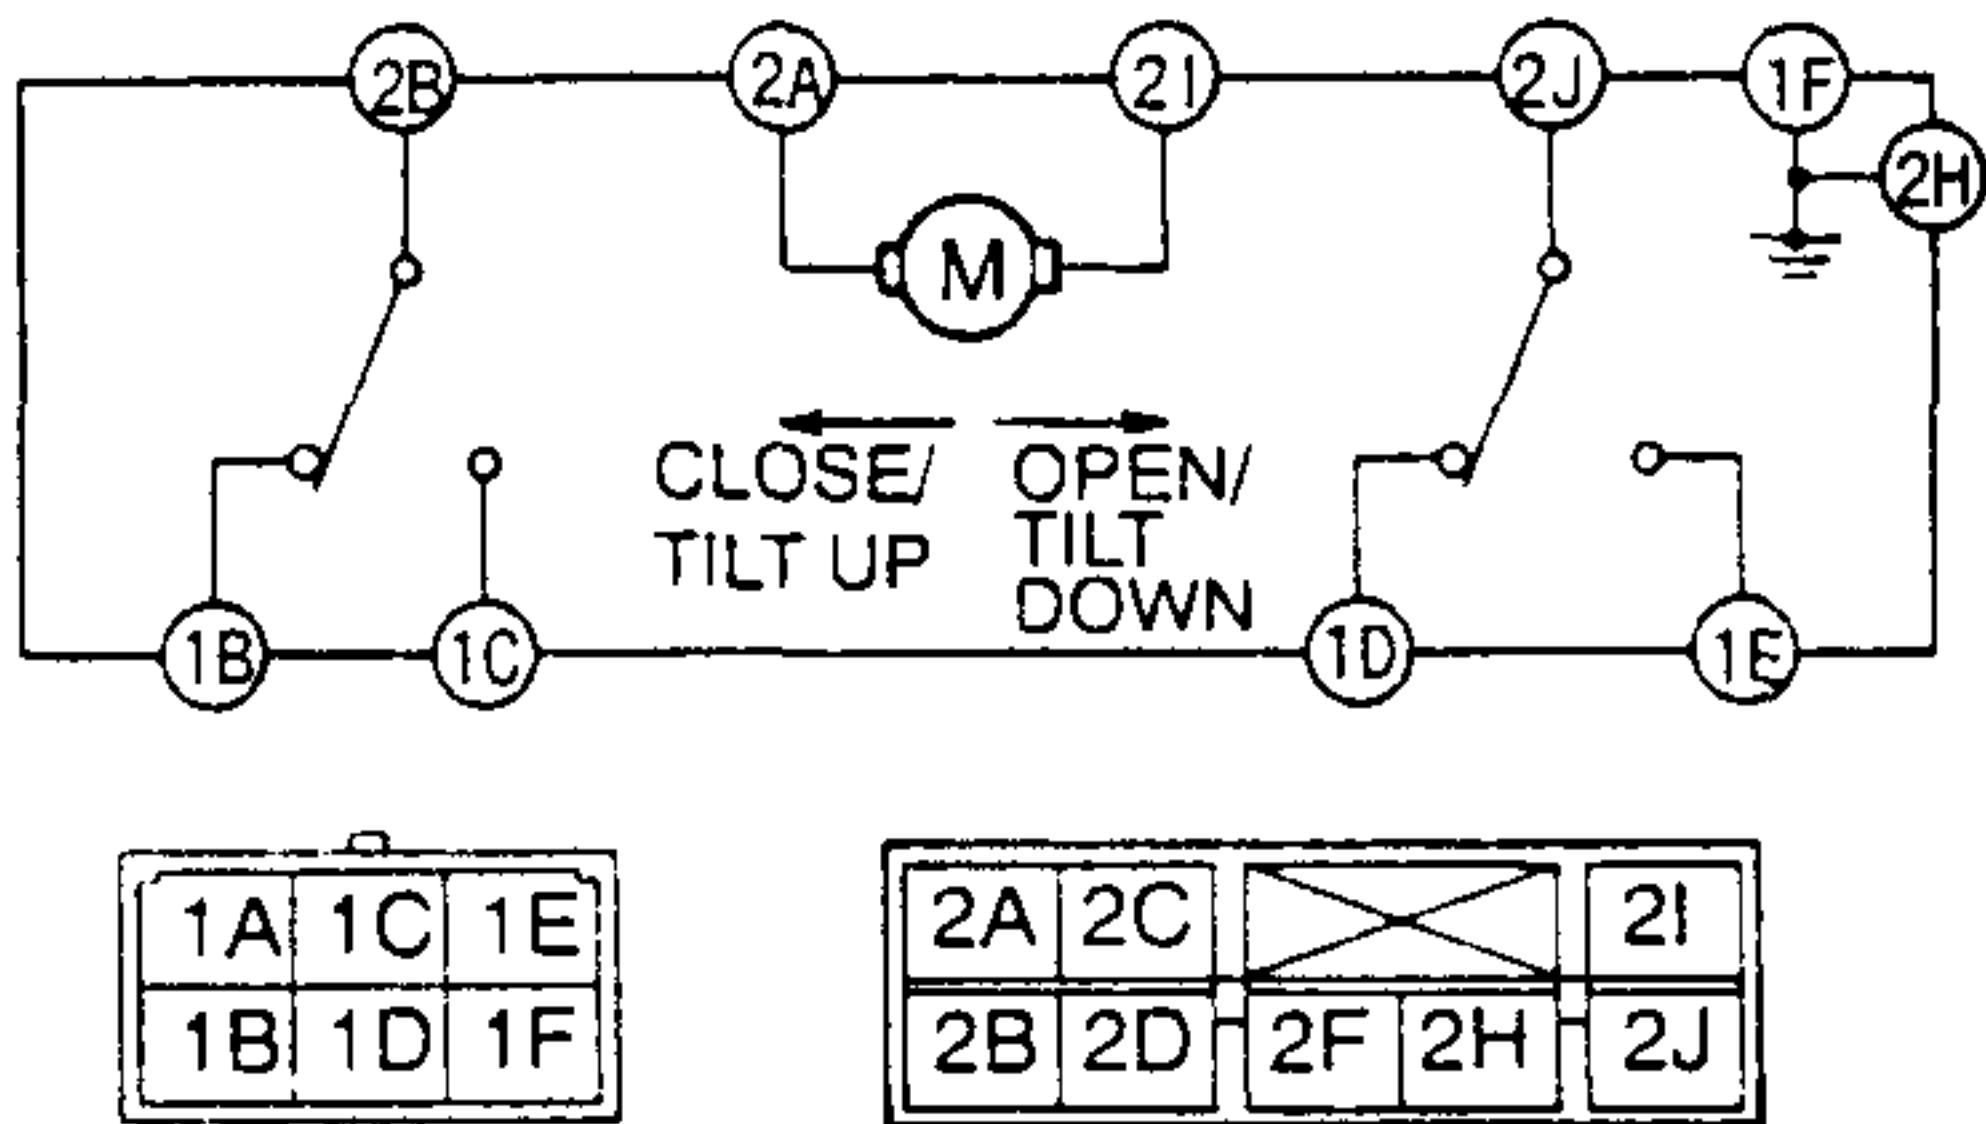 2B 2A 2I 2J 1F
2H
M
CLOSE/ OPEN/
TILT UP TILT
DOWN
1B 1C 1D 1E
1A 1C 1E
1B 1D 1F
2A 2C 2I
2B 2D 2F 2H 2J